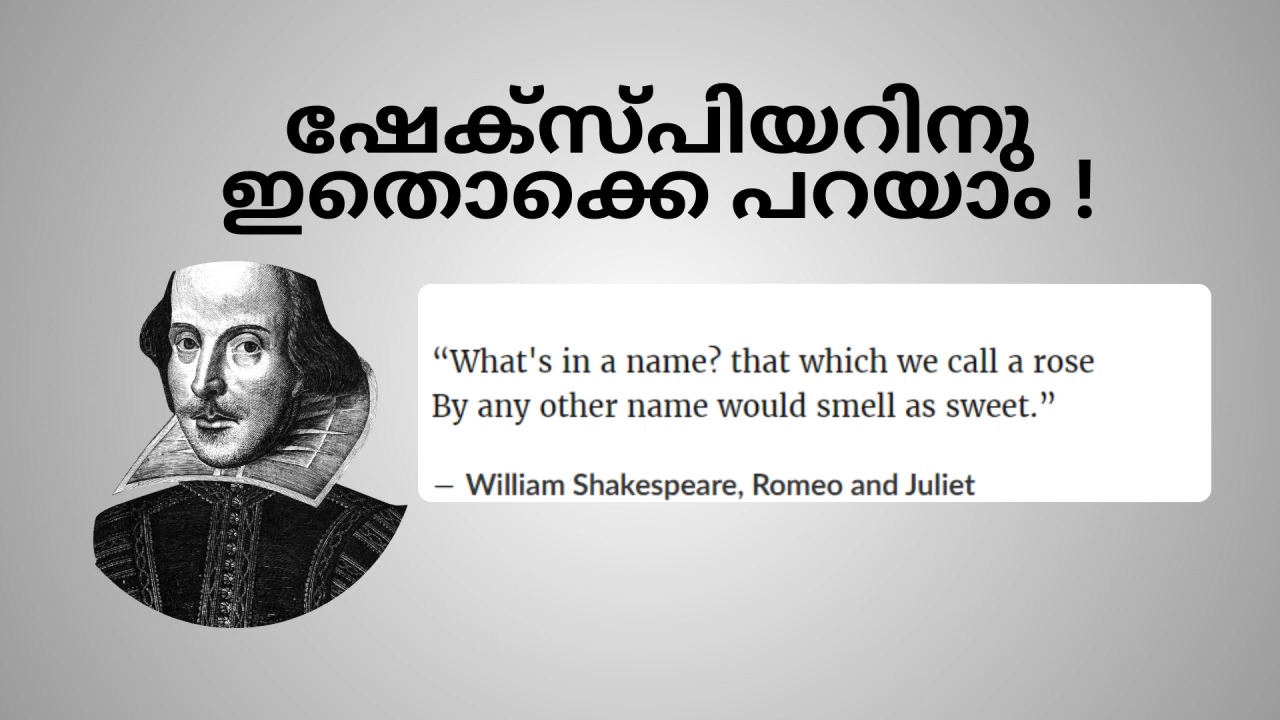 ഷേക്സ്പിയറിനു
ഇതൊക്കെ പറയാം !
“What's in a name? that which we call a rose
By any other name would smell as sweet.”
― William Shakespeare, Romeo and Juliet